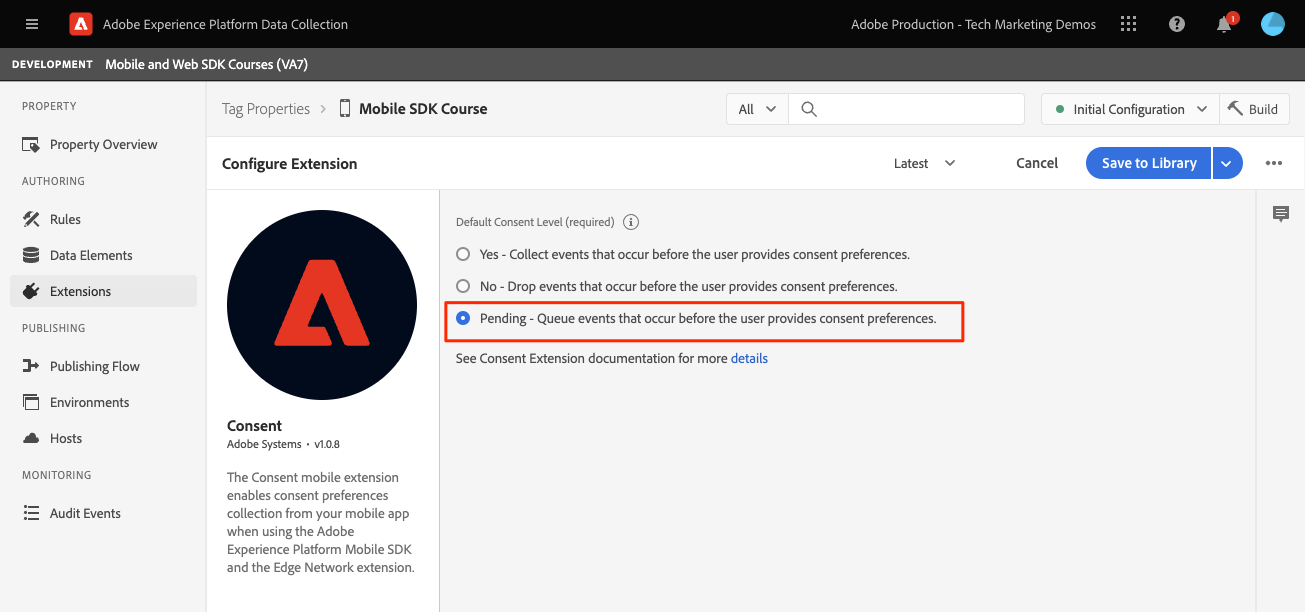 Adobe Experience Platform Data Collection
Adobe Production - Tech Marketing Demos
1
DEVELOPMENT Mobile and Web SDK Courses (VA7)
PROPERTY
Property Overview
AUTHORING
Rules
Data Elements
Extensions
PUBLISHING
Publishing Flow
Environments
Hosts
MONITORING
Audit Events
Tag Properties > Mobile SDK Course
All
Initial Configuration
Build
Configure Extension
Latest
Cancel
Save to Library
Consent
Adobe Systems • v1.0.8
The Consent mobile extension
enables consent preferences
collection from your mobile app
when using the Adobe
Experience Platform Mobile SDK
and the Edge Network extension.
Default Consent Level (required)
Yes - Collect events that occur before the user provides consent preferences.
No - Drop events that occur before the user provides consent preferences.
Pending - Queue events that occur before the user provides consent preferences.
See Consent Extension documentation for more details